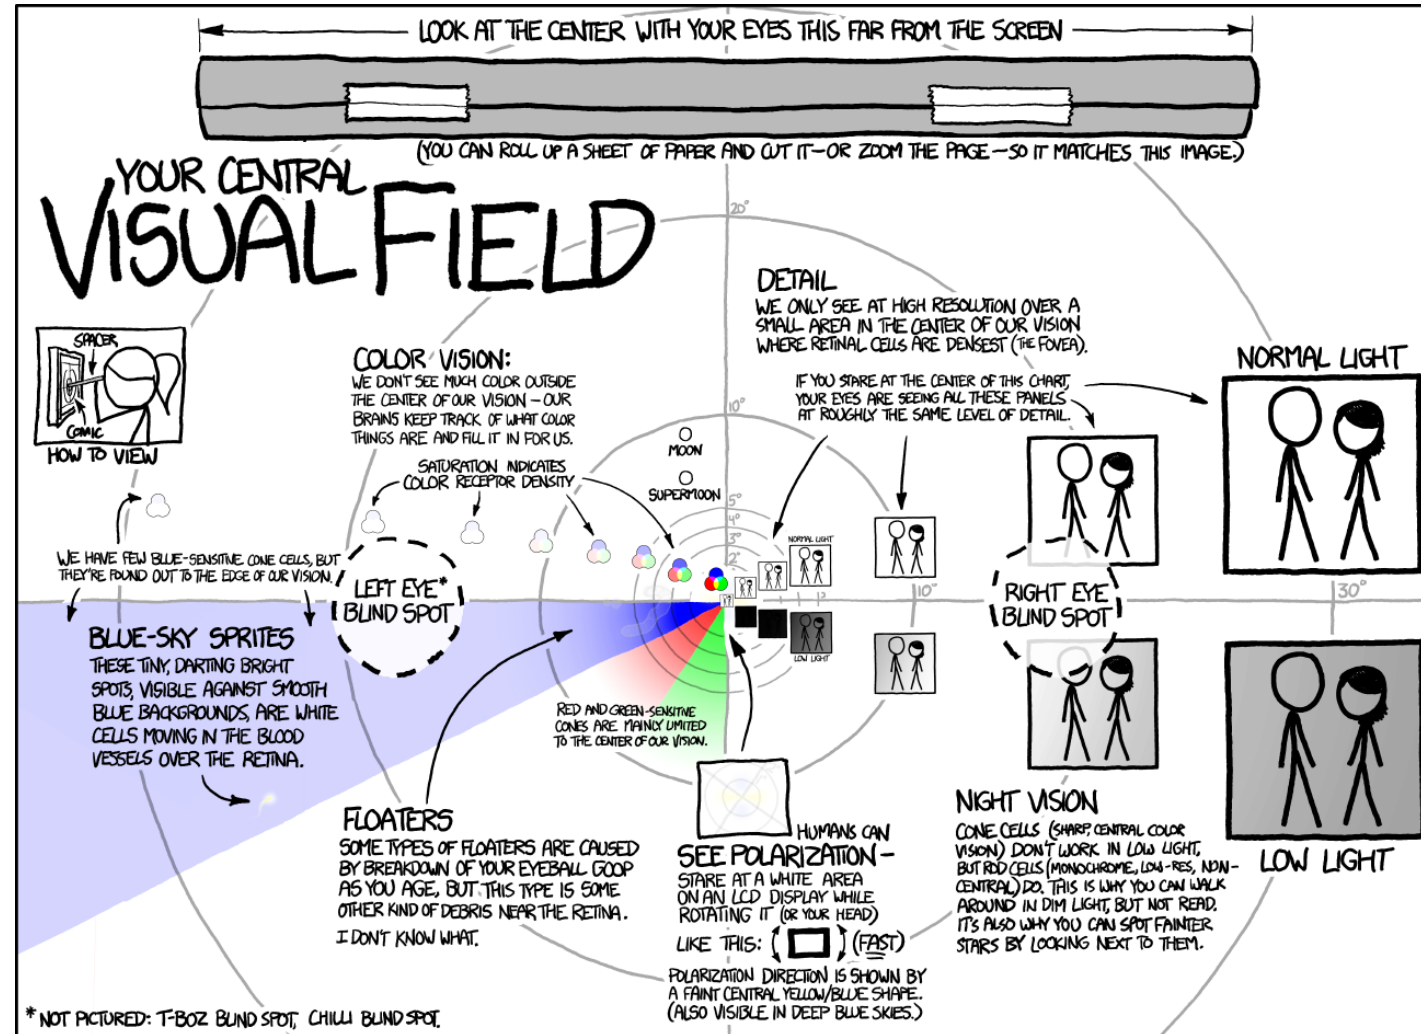 LOOK AT THE CENTER WITH YOUR EYES THIS FAR FROM THE SCREEN
(YOU CAN ROLL UP A SHEET OF PAPER AND CUT IT—OR ZOOM THE PAGE—SO IT MATCHES THIS IMAGE.)
YOUR CENTRAL
VISUAL FIELD
20°
10°
5°
4°
3°
2°
10°
30°
SPACER
COMIC
HOW TO VIEW
COLOR VISION:
WE DON'T SEE MUCH COLOR OUTSIDE
THE CENTER OF OUR VISION – OUR
BRAINS KEEP TRACK OF WHAT COLOR
THINGS ARE AND FILL IT IN FOR US.
SATURATION INDICATES
COLOR RECEPTOR DENSITY
MOON
SUPERMOON
DETAIL
WE ONLY SEE AT HIGH RESOLUTION OVER A
SMALL AREA IN THE CENTER OF OUR VISION
WHERE RETINAL CELLS ARE DENSEST (THE FOVEA).
IF YOU STARE AT THE CENTER OF THIS CHART,
YOUR EYES ARE SEEING ALL THESE PANELS
AT ROUGHLY THE SAME LEVEL OF DETAIL.
NORMAL LIGHT
NORMAL LIGHT
LOW LIGHT
LOW LIGHT
WE HAVE FEW BLUE-SENSITIVE CONE CELLS, BUT
THEY'RE FOUND OUT TO THE EDGE OF OUR VISION.
LEFT EYE*
BLIND SPOT
RIGHT EYE
BLIND SPOT
BLUE-SKY SPRITES
THESE TINY, DARTING BRIGHT
SPOTS, VISIBLE AGAINST SMOOTH
BLUE BACKGROUNDS, ARE WHITE
CELLS MOVING IN THE BLOOD
VESSELS OVER THE RETINA.
RED AND GREEN-SENSITIVE
CONES ARE MAINLY LIMITED
TO THE CENTER OF OUR VISION.
FLOATERS
SOME TYPES OF FLOATERS ARE CAUSED
BY BREAKDOWN OF YOUR EYEBALL GOOP
AS YOU AGE, BUT THIS TYPE IS SOME
OTHER KIND OF DEBRIS NEAR THE RETINA.
I DON'T KNOW WHAT.
HUMANS CAN
SEE POLARIZATION –
STARE AT A WHITE AREA
ON AN LCD DISPLAY WHILE
ROTATING IT (OR YOUR HEAD)
LIKE THIS: (FAST)
POLARIZATION DIRECTION IS SHOWN BY
A FAINT CENTRAL YELLOW/BLUE SHAPE.
(ALSO VISIBLE IN DEEP BLUE SKIES.)
NIGHT VISION
CONE CELLS (SHARP, CENTRAL COLOR
VISION) DON'T WORK IN LOW LIGHT,
BUT ROD CELLS (MONOCHROME, LOW-RES, NON-
CENTRAL) DO. THIS IS WHY YOU CAN WALK
AROUND IN DIM LIGHT, BUT NOT READ.
IT'S ALSO WHY YOU CAN SPOT FAINTER
STARS BY LOOKING NEXT TO THEM.
*NOT PICTURED: T-BOZ BLIND SPOT, CHILLI BLIND SPOT.